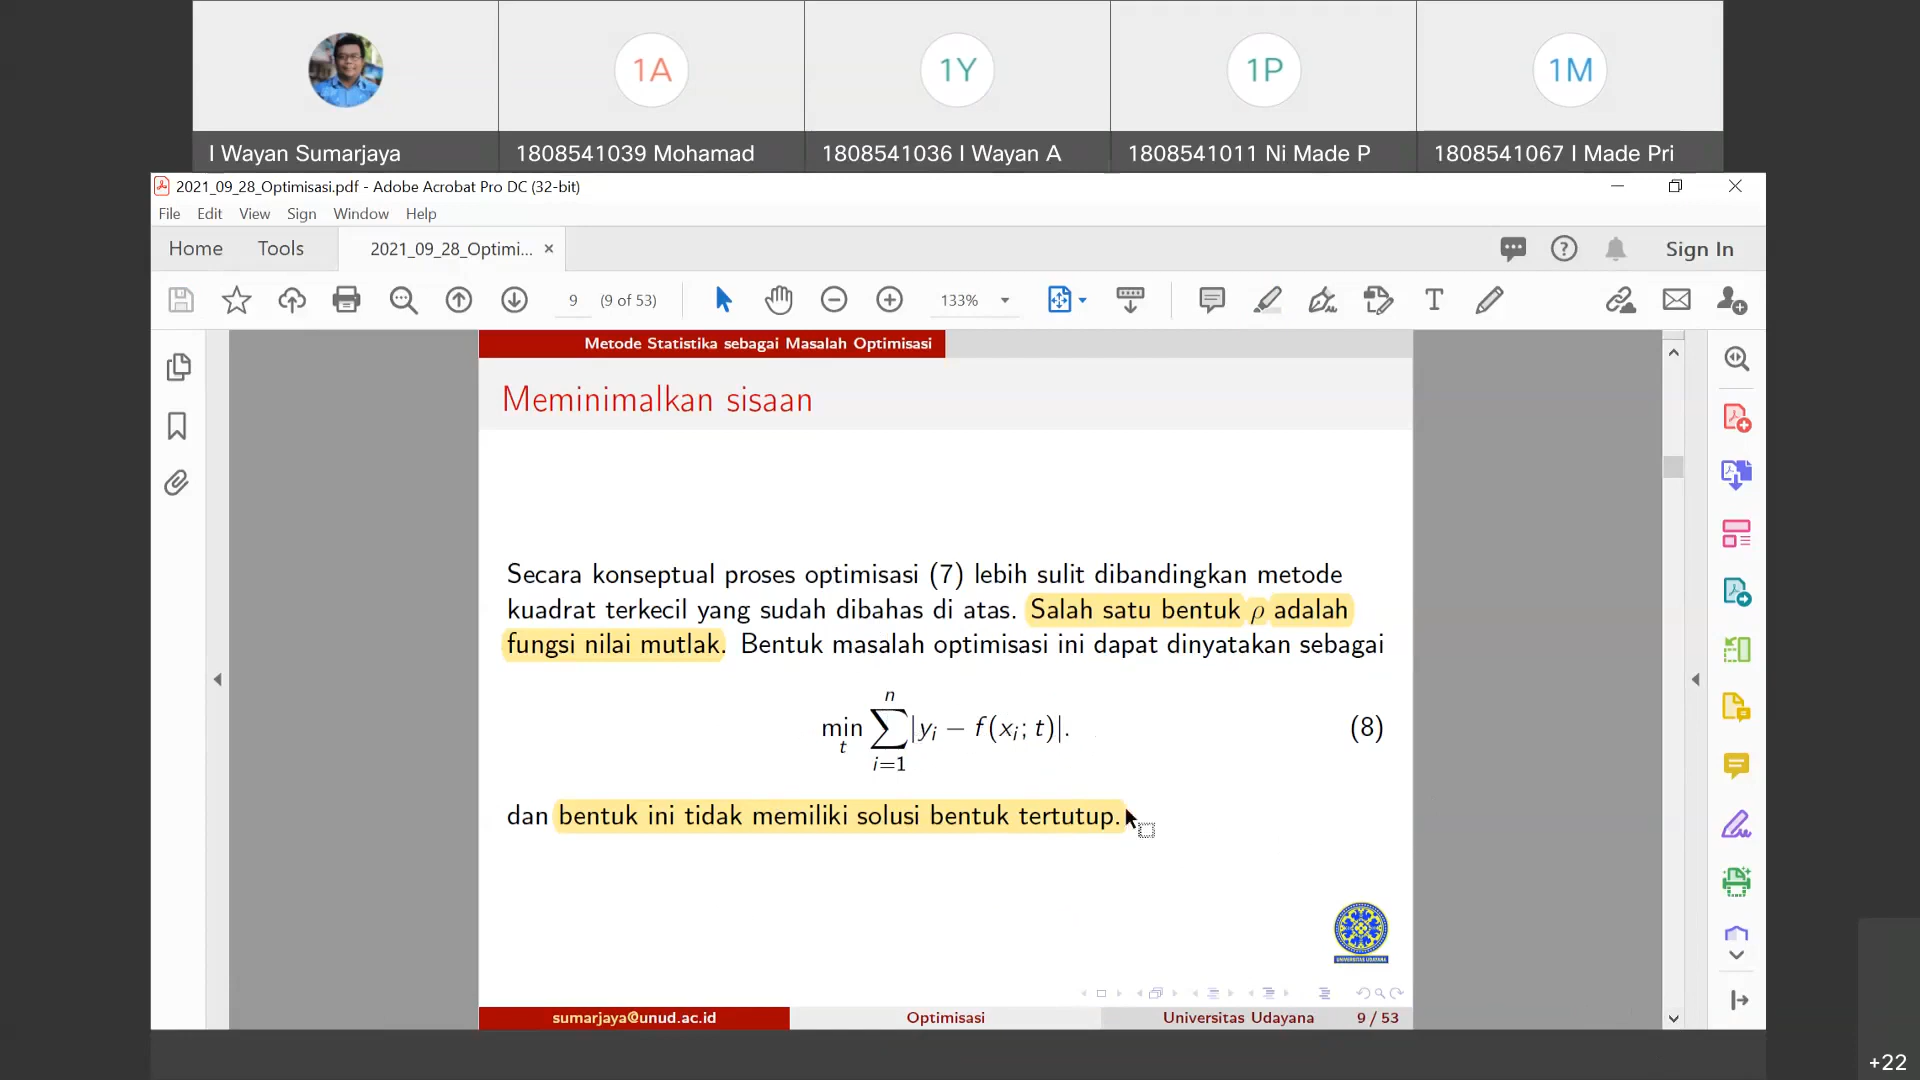 1A
1Y
1P
1M
I Wayan Sumarjaya
1808541039 Mohamad
1808541036 I Wayan A
1808541011 Ni Made P
1808541067 I Made Pri
2021_09_28_Optimisasi.pdf - Adobe Acrobat Pro DC (32-bit)
File Edit View Sign Window Help
Home Tools 2021_09_28_Optimi... × Sign In
9 (9 of 53) 133%
Metode Statistika sebagai Masalah Optimisasi
Meminimalkan sisaan
Secara konseptual proses optimisasi (7) lebih sulit dibandingkan metode
kuadrat terkecil yang sudah dibahas di atas. Salah satu bentuk ρ adalah
fungsi nilai mutlak. Bentuk masalah optimisasi ini dapat dinyatakan sebagai
min_t ∑_{i=1}^{n} |y_i − f(x_i; t)|. (8)
dan bentuk ini tidak memiliki solusi bentuk tertutup.
UNIVERSITAS UDAYANA
sumarjaya@unud.ac.id Optimisasi Universitas Udayana 9 / 53
+22